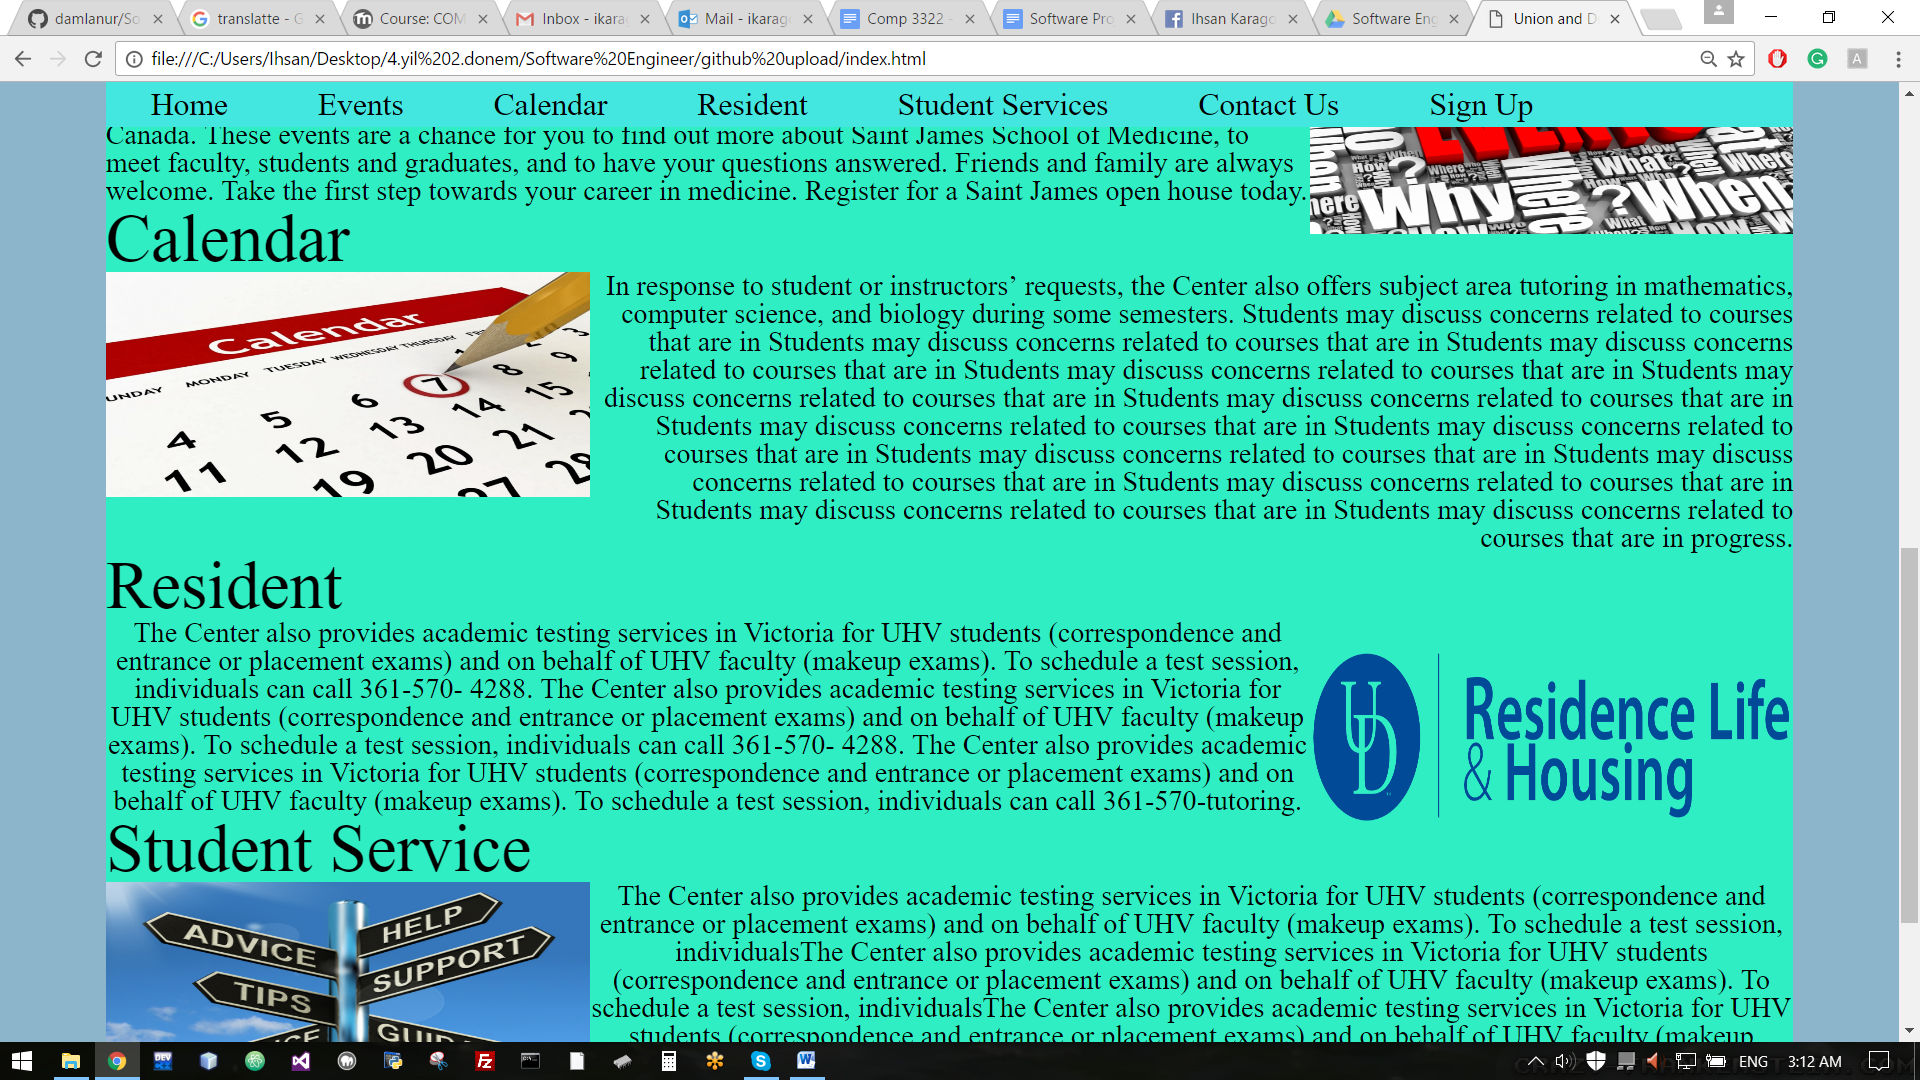 damlanur/So
translatte - G
Course: COM
Inbox - ikarag
Mail - ikarago
Comp 3322 -
Software Pro
Ihsan Karago
Software Eng
Union and D
file:///C:/Users/Ihsan/Desktop/4.yil%202.donem/Software%20Engineer/github%20upload/index.html
Home Events Calendar Resident Student Services Contact Us Sign Up
Canada. These events are a chance for you to find out more about Saint James School of Medicine, to
meet faculty, students and graduates, and to have your questions answered. Friends and family are always
welcome. Take the first step towards your career in medicine. Register for a Saint James open house today.
Why ? When
What
Where
How
Calendar
Calendar
MONDAY TUESDAY WEDNESDAY THURSDAY
7 8 9
4 5 6
11 12 13 14 15
19 20 21
27 28
In response to student or instructors’ requests, the Center also offers subject area tutoring in mathematics,
computer science, and biology during some semesters. Students may discuss concerns related to courses
that are in Students may discuss concerns related to courses that are in Students may discuss concerns
related to courses that are in Students may discuss concerns related to courses that are in Students may
discuss concerns related to courses that are in Students may discuss concerns related to courses that are in
Students may discuss concerns related to courses that are in Students may discuss concerns related to
courses that are in Students may discuss concerns related to courses that are in Students may discuss
concerns related to courses that are in Students may discuss concerns related to courses that are in
Students may discuss concerns related to courses that are in Students may discuss concerns related to
courses that are in progress.
Resident
The Center also provides academic testing services in Victoria for UHV students (correspondence and
entrance or placement exams) and on behalf of UHV faculty (makeup exams). To schedule a test session,
individuals can call 361-570- 4288. The Center also provides academic testing services in Victoria for
UHV students (correspondence and entrance or placement exams) and on behalf of UHV faculty (makeup
exams). To schedule a test session, individuals can call 361-570- 4288. The Center also provides academic
testing services in Victoria for UHV students (correspondence and entrance or placement exams) and on
behalf of UHV faculty (makeup exams). To schedule a test session, individuals can call 361-570-tutoring.
UD
Residence Life
& Housing
Student Service
ADVICE
HELP
SUPPORT
TIPS
The Center also provides academic testing services in Victoria for UHV students (correspondence and
entrance or placement exams) and on behalf of UHV faculty (makeup exams). To schedule a test session,
individualsThe Center also provides academic testing services in Victoria for UHV students
(correspondence and entrance or placement exams) and on behalf of UHV faculty (makeup exams). To
schedule a test session, individualsThe Center also provides academic testing services in Victoria for UHV
students (correspondence and entrance or placement exams) and on behalf of UHV faculty (makeup
ENG 3:12 AM